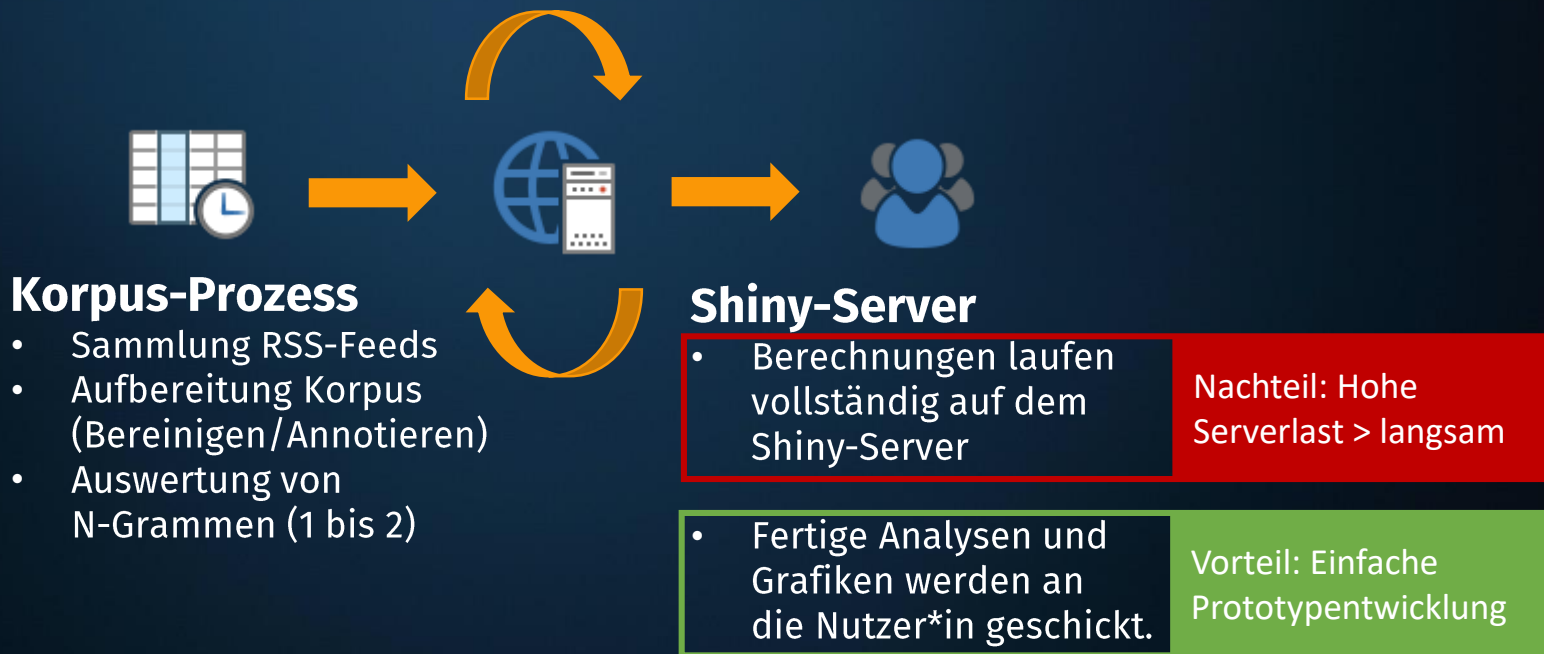 Korpus-Prozess
• Sammlung RSS-Feeds
• Aufbereitung Korpus
(Bereinigen/Annotieren)
• Auswertung von
N-Grammen (1 bis 2)
Shiny-Server
• Berechnungen laufen
vollständig auf dem
Shiny-Server
Nachteil: Hohe
Serverlast > langsam
• Fertige Analysen und
Grafiken werden an
die Nutzer*in geschickt.
Vorteil: Einfache
Prototypentwicklung